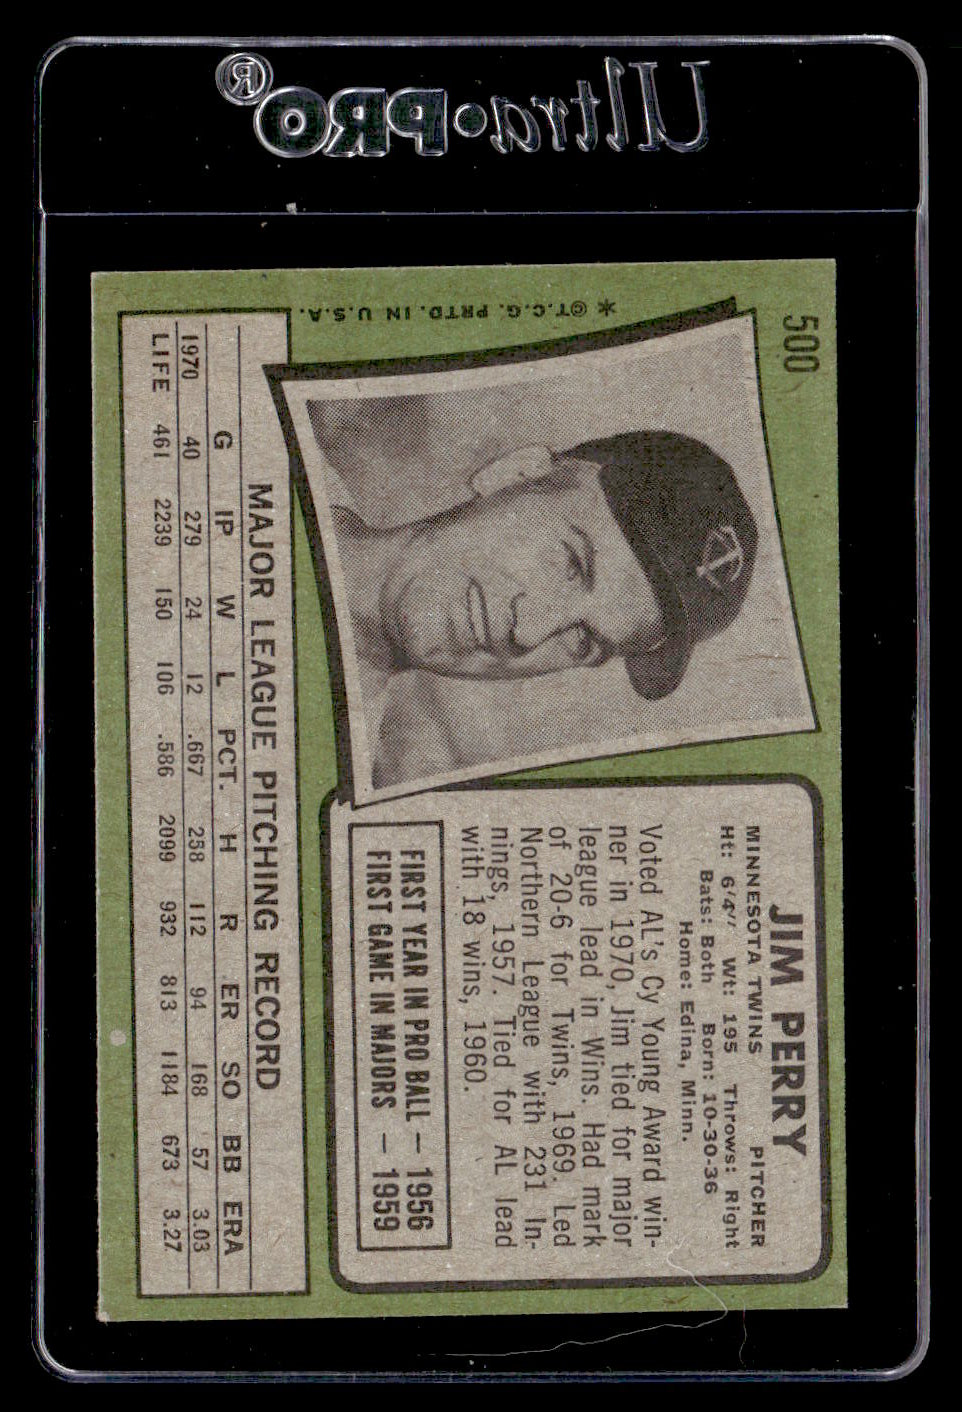 Ultra•PRO®
500
*©T.C.G. PRTD. IN U.S.A.
JIM PERRY
MINNESOTA TWINS PITCHER
Ht: 6'4" Wt: 195 Throws: Right
Bats: Both Born: 10-30-36
Home: Edina, Minn.
Voted AL's Cy Young Award win-
ner in 1970, Jim tied for major
league lead in Wins. Had mark
of 20-6 for Twins, 1969. Led
Northern League with 231 In-
nings, 1957. Tied for AL lead
with 18 wins, 1960.
FIRST YEAR IN PRO BALL — 1956
FIRST GAME IN MAJORS — 1959
MAJOR LEAGUE PITCHING RECORD
G IP W L PCT. H R ER SO BB ERA
1970 40 279 24 12 .667 258 112 94 168 57 3.03
LIFE 461 2239 150 106 .586 2099 932 813 1184 673 3.27